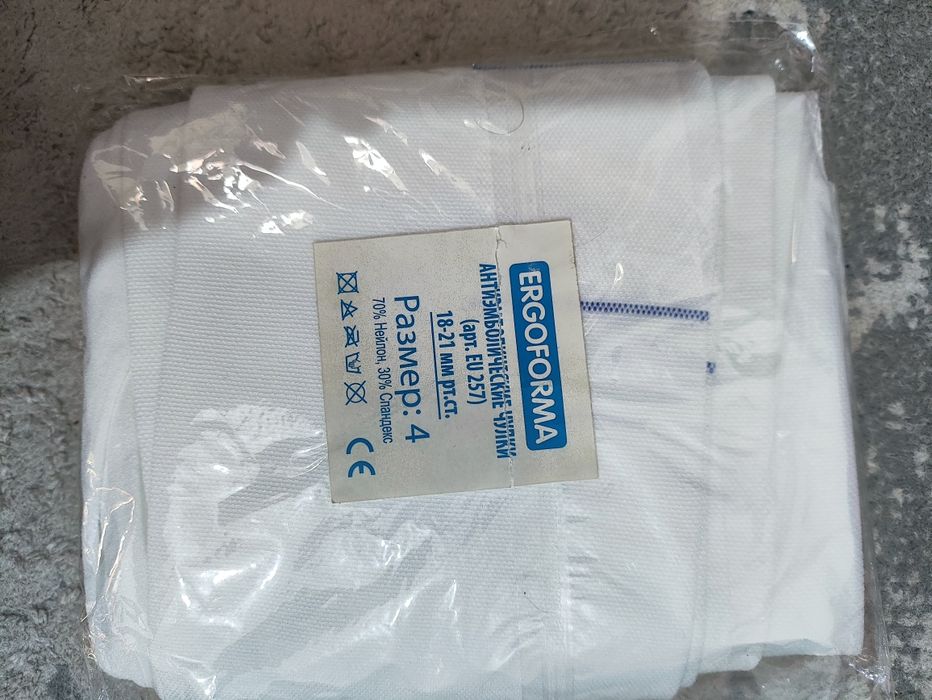 ERGOFORMA
АНТИЭМБОЛИЧЕСКИЕ ЧУЛКИ
(арт. EU 257)
18-21 мм рт.ст.
Размер: 4
70% Нейлон, 30% Спандекс
CE